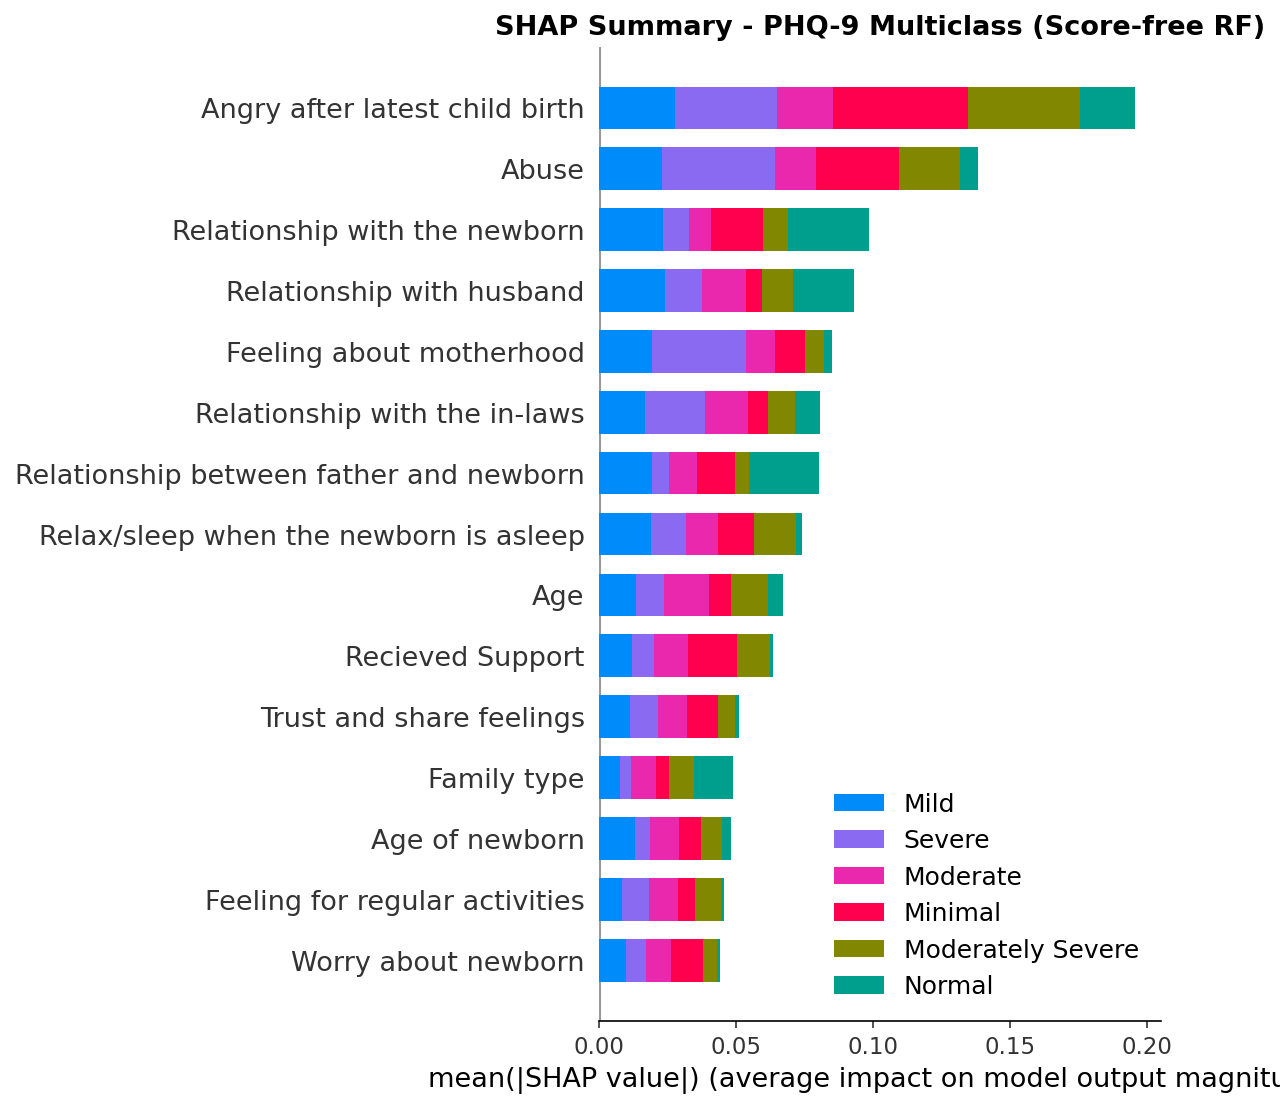 SHAP Summary - PHQ-9 Multiclass (Score-free RF)
Angry after latest child birth
Abuse
Relationship with the newborn
Relationship with husband
Feeling about motherhood
Relationship with the in-laws
Relationship between father and newborn
Relax/sleep when the newborn is asleep
Age
Recieved Support
Trust and share feelings
Family type
Age of newborn
Feeling for regular activities
Worry about newborn
Mild
Severe
Moderate
Minimal
Moderately Severe
Normal
0.00 0.05 0.10 0.15 0.20
mean(|SHAP value|) (average impact on model output magnitu